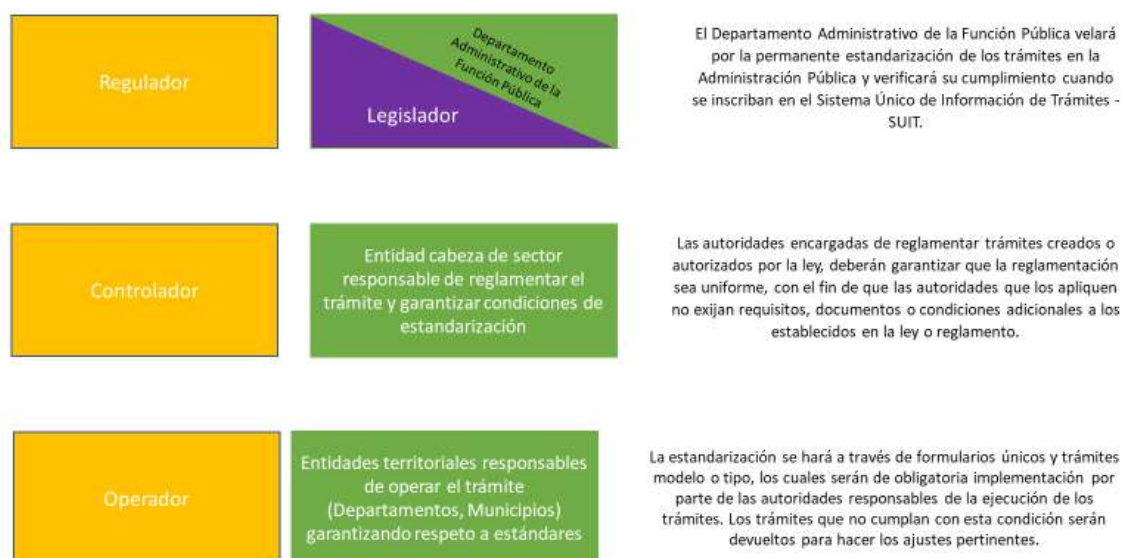 Regulador
Departamento
Administrativo de la
Función Pública
Legislador
El Departamento Administrativo de la Función Pública velará
por la permanente estandarización de los trámites en la
Administración Pública y verificará su cumplimiento cuando
se inscriban en el Sistema Único de Información de Trámites -
SUIT.
Controlador
Entidad cabeza de sector
responsable de reglamentar el
trámite y garantizar condiciones de
estandarización
Las autoridades encargadas de reglamentar trámites creados o
autorizados por la ley, deberán garantizar que la reglamentación
sea uniforme, con el fin de que las autoridades que los apliquen
no exijan requisitos, documentos o condiciones adicionales a los
establecidos en la ley o reglamento.
Operador
Entidades territoriales responsables
de operar el trámite
(Departamentos, Municipios)
garantizando respeto a estándares
La estandarización se hará a través de formularios únicos y trámites
modelo o tipo, los cuales serán de obligatoria implementación por
parte de las autoridades responsables de la ejecución de los
trámites. Los trámites que no cumplan con esta condición serán
devueltos para hacer los ajustes pertinentes.